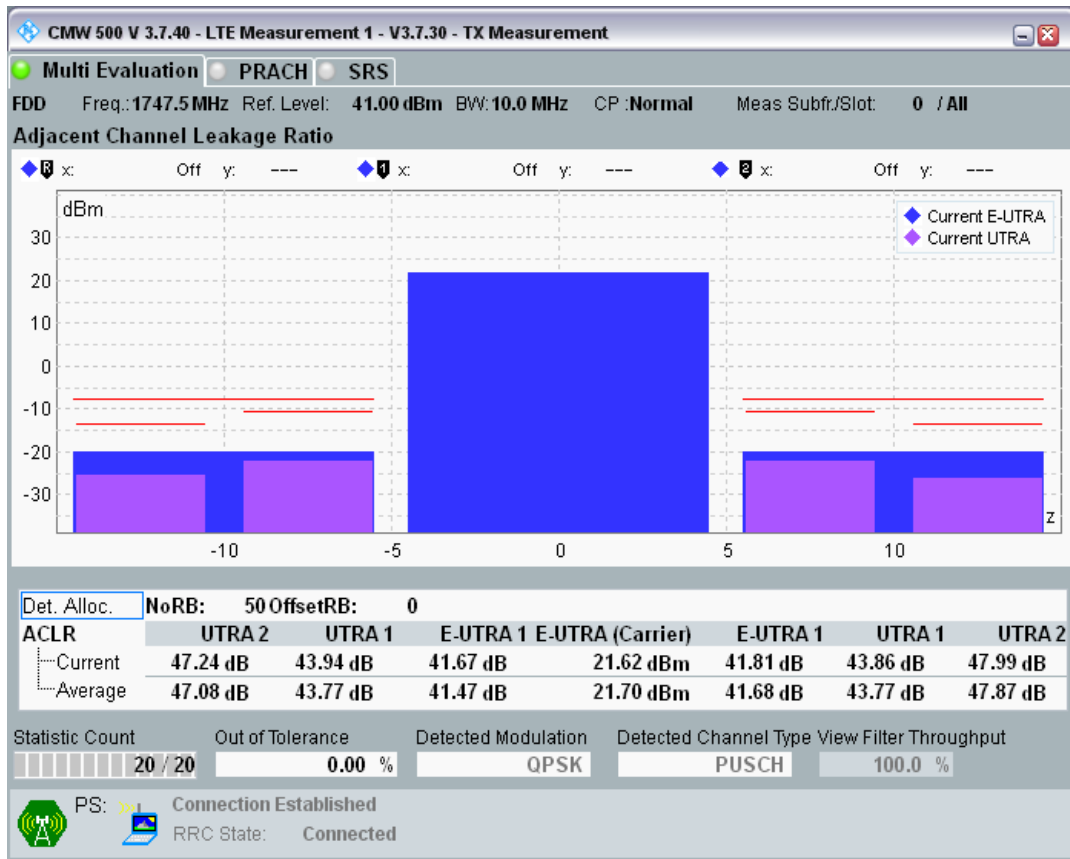 CMW 500 V 3.7.40 - LTE Measurement 1 - V3.7.30 - TX Measurement
Multi Evaluation PRACH SRS
FDD Freq.: 1747.5 MHz Ref. Level: 41.00 dBm BW: 10.0 MHz CP :Normal Meas Subfr./Slot: 0 / All
Adjacent Channel Leakage Ratio
R x: Off y: --- 1 x: Off y: --- 2 x: Off y: ---
dBm
Current E-UTRA
Current UTRA
30
20
10
0
-10
-20
-30
z
-10 -5 0 5 10
Det. Alloc. NoRB: 50 OffsetRB: 0
ACLR UTRA 2 UTRA 1 E-UTRA 1 E-UTRA (Carrier) E-UTRA 1 UTRA 1 UTRA 2
Current 47.24 dB 43.94 dB 41.67 dB 21.62 dBm 41.81 dB 43.86 dB 47.99 dB
Average 47.08 dB 43.77 dB 41.47 dB 21.70 dBm 41.68 dB 43.77 dB 47.87 dB
Statistic Count Out of Tolerance Detected Modulation Detected Channel Type View Filter Throughput
20 / 20 0.00 % QPSK PUSCH 100.0 %
PS: Connection Established
RRC State: Connected